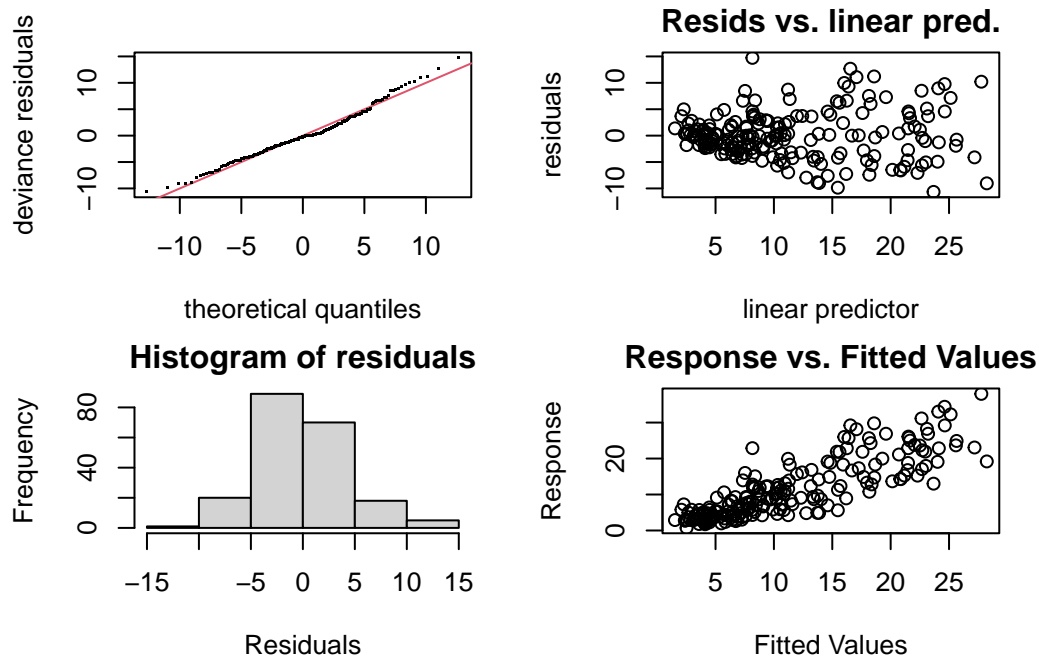 deviance residuals
−10 0 10
−10 −5 0 5 10
theoretical quantiles
Resids vs. linear pred.
residuals
−10 0 10
5 10 15 20 25
linear predictor
Histogram of residuals
Frequency
0 40 80
−15 −5 0 5 10 15
Residuals
Response vs. Fitted Values
Response
0 20
5 10 15 20 25
Fitted Values